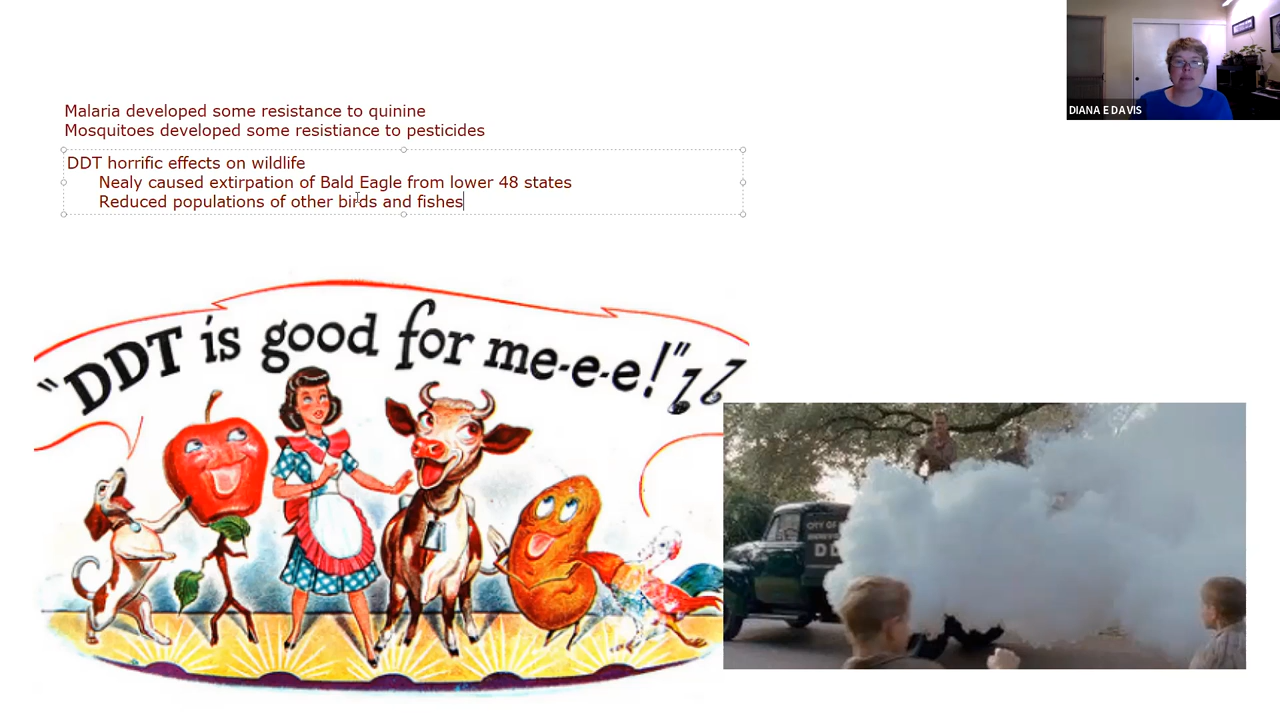 Malaria developed some resistance to quinine
Mosquitoes developed some resistiance to pesticides
DDT horrific effects on wildlife
Nealy caused extirpation of Bald Eagle from lower 48 states
Reduced populations of other birds and fishes
"DDT is good for me-e-e!"
DIANA E DAVIS
CITY OF